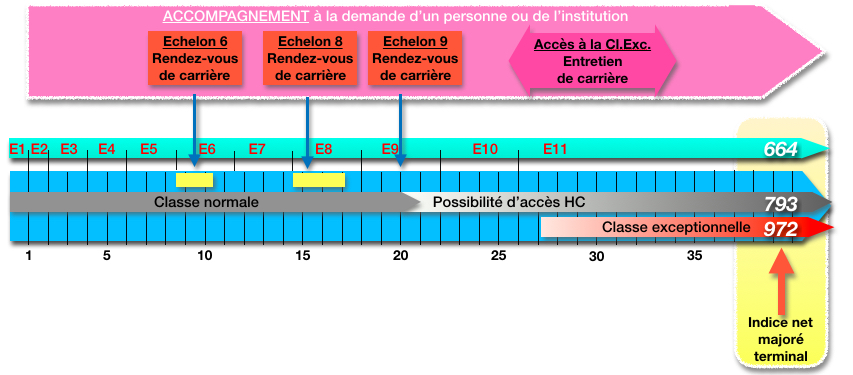 ACCOMPAGNEMENT à la demande d'un personne ou de l'institution
Echelon 6
Rendez-vous
de carrière
Echelon 8
Rendez-vous
de carrière
Echelon 9
Rendez-vous
de carrière
Accès à la Cl.Exc.
Entretien
de carrière
E1 E2 E3 E4 E5 E6 E7 E8 E9 E10 E11 664
Classe normale Possibilité d'accès HC 793
Classe exceptionnelle 972
1 5 10 15 20 25 30 35
Indice net
majoré
terminal